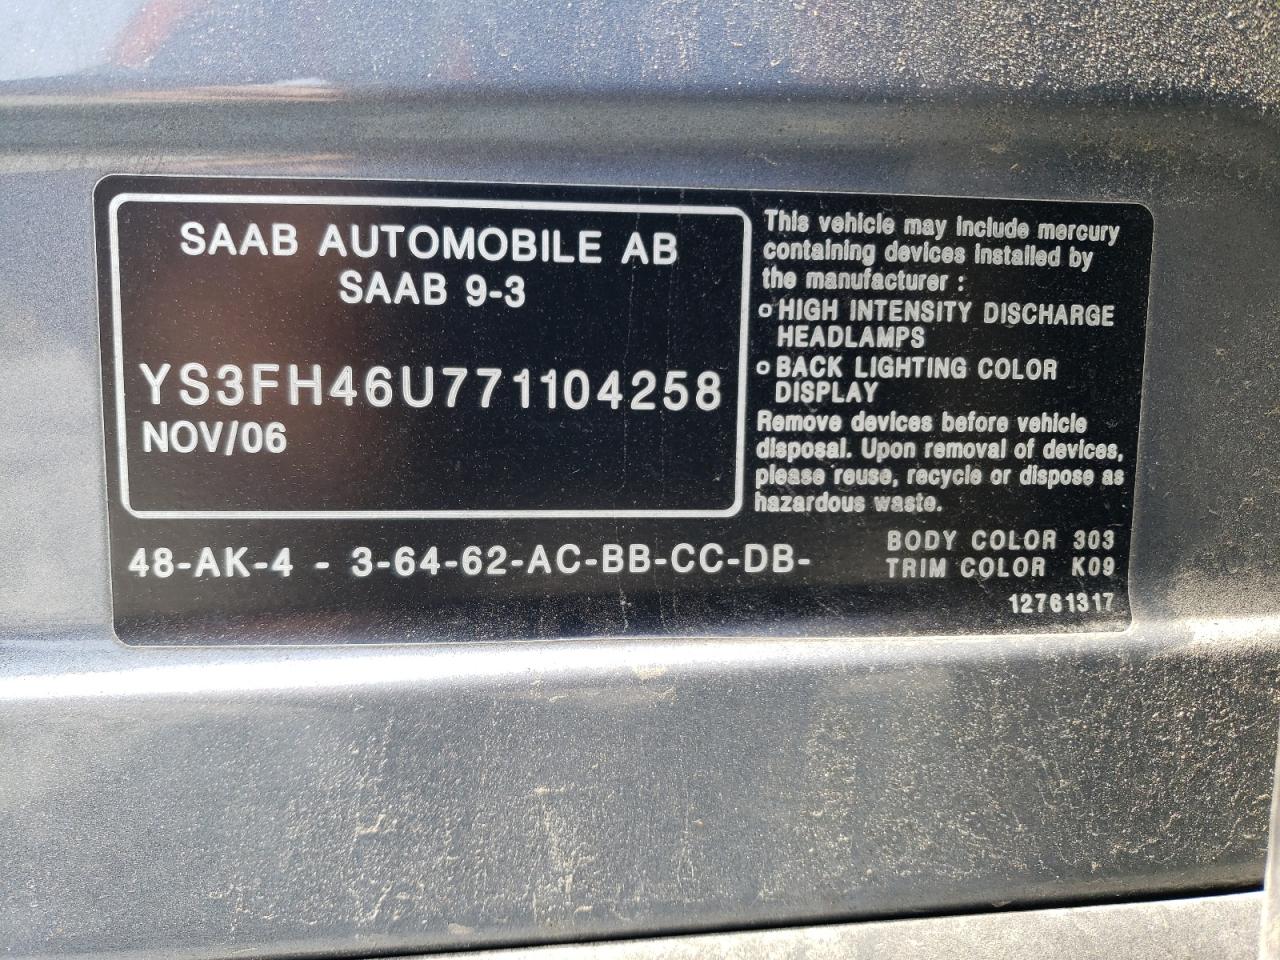 SAAB AUTOMOBILE AB
SAAB 9-3
YS3FH46U771104258
NOV/06
This vehicle may include mercury
containing devices installed by
the manufacturer :
o HIGH INTENSITY DISCHARGE
HEADLAMPS
o BACK LIGHTING COLOR
DISPLAY
Remove devices before vehicle
disposal. Upon removal of devices,
please reuse, recycle or dispose as
hazardous waste.
48-AK-4 - 3-64-62-AC-BB-CC-DB-
BODY COLOR 303
TRIM COLOR K09
12761317